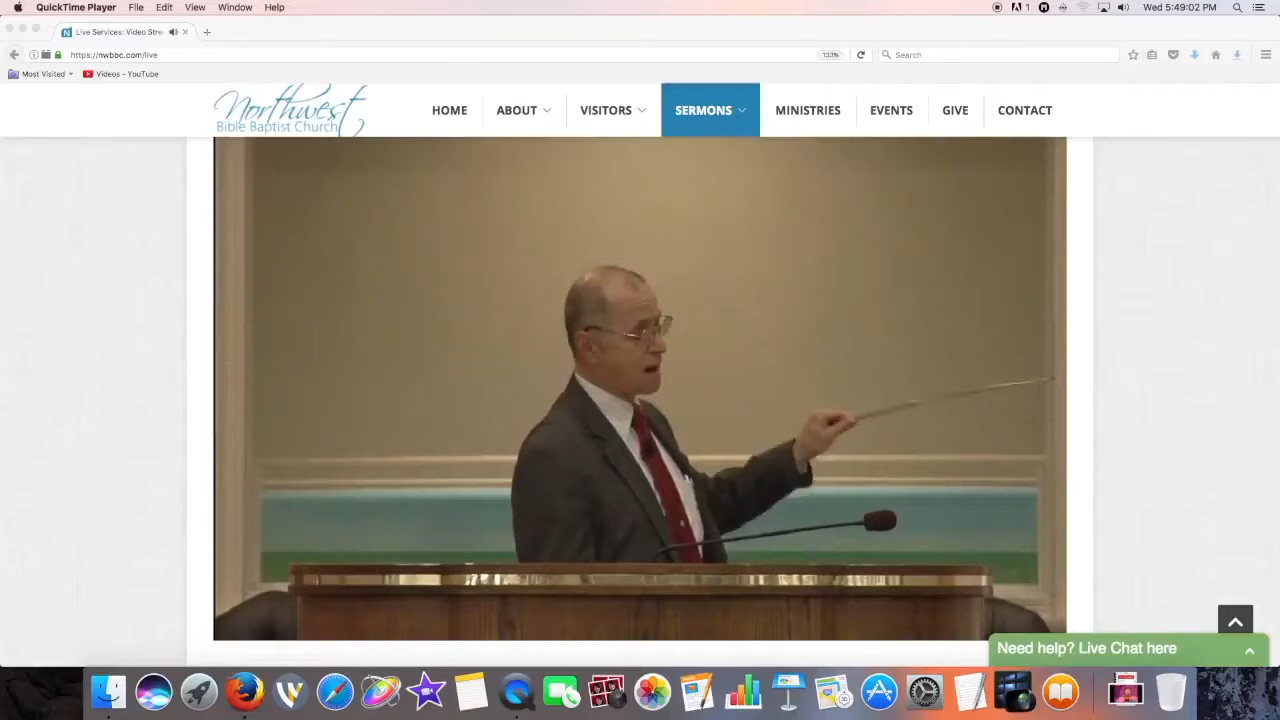 QuickTime Player File Edit View Window Help 1 Wed 5:49:02 PM
Live Services: Video Stre
https://nwbbc.com/live 133% Search
Most Visited Videos - YouTube
Northwest
Bible Baptist Church
HOME ABOUT VISITORS SERMONS MINISTRIES EVENTS GIVE CONTACT
Need help? Live Chat here